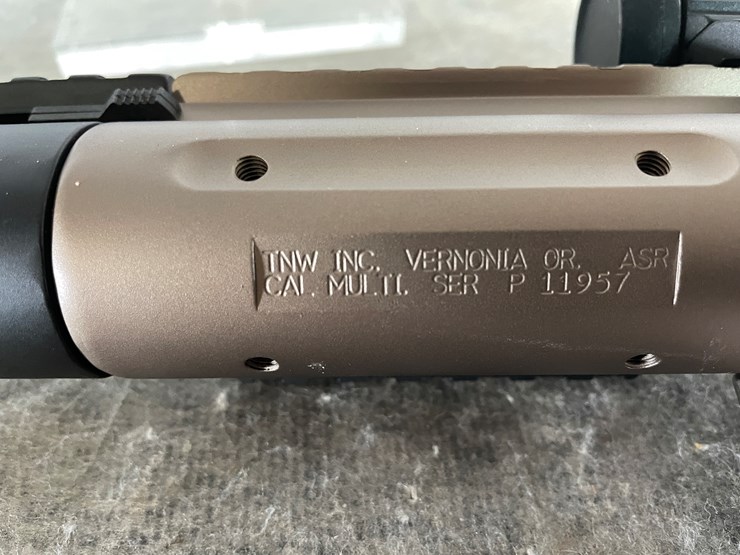 TNW INC. VERNONIA OR. ASR
CAL. MULTI. SER P 11957